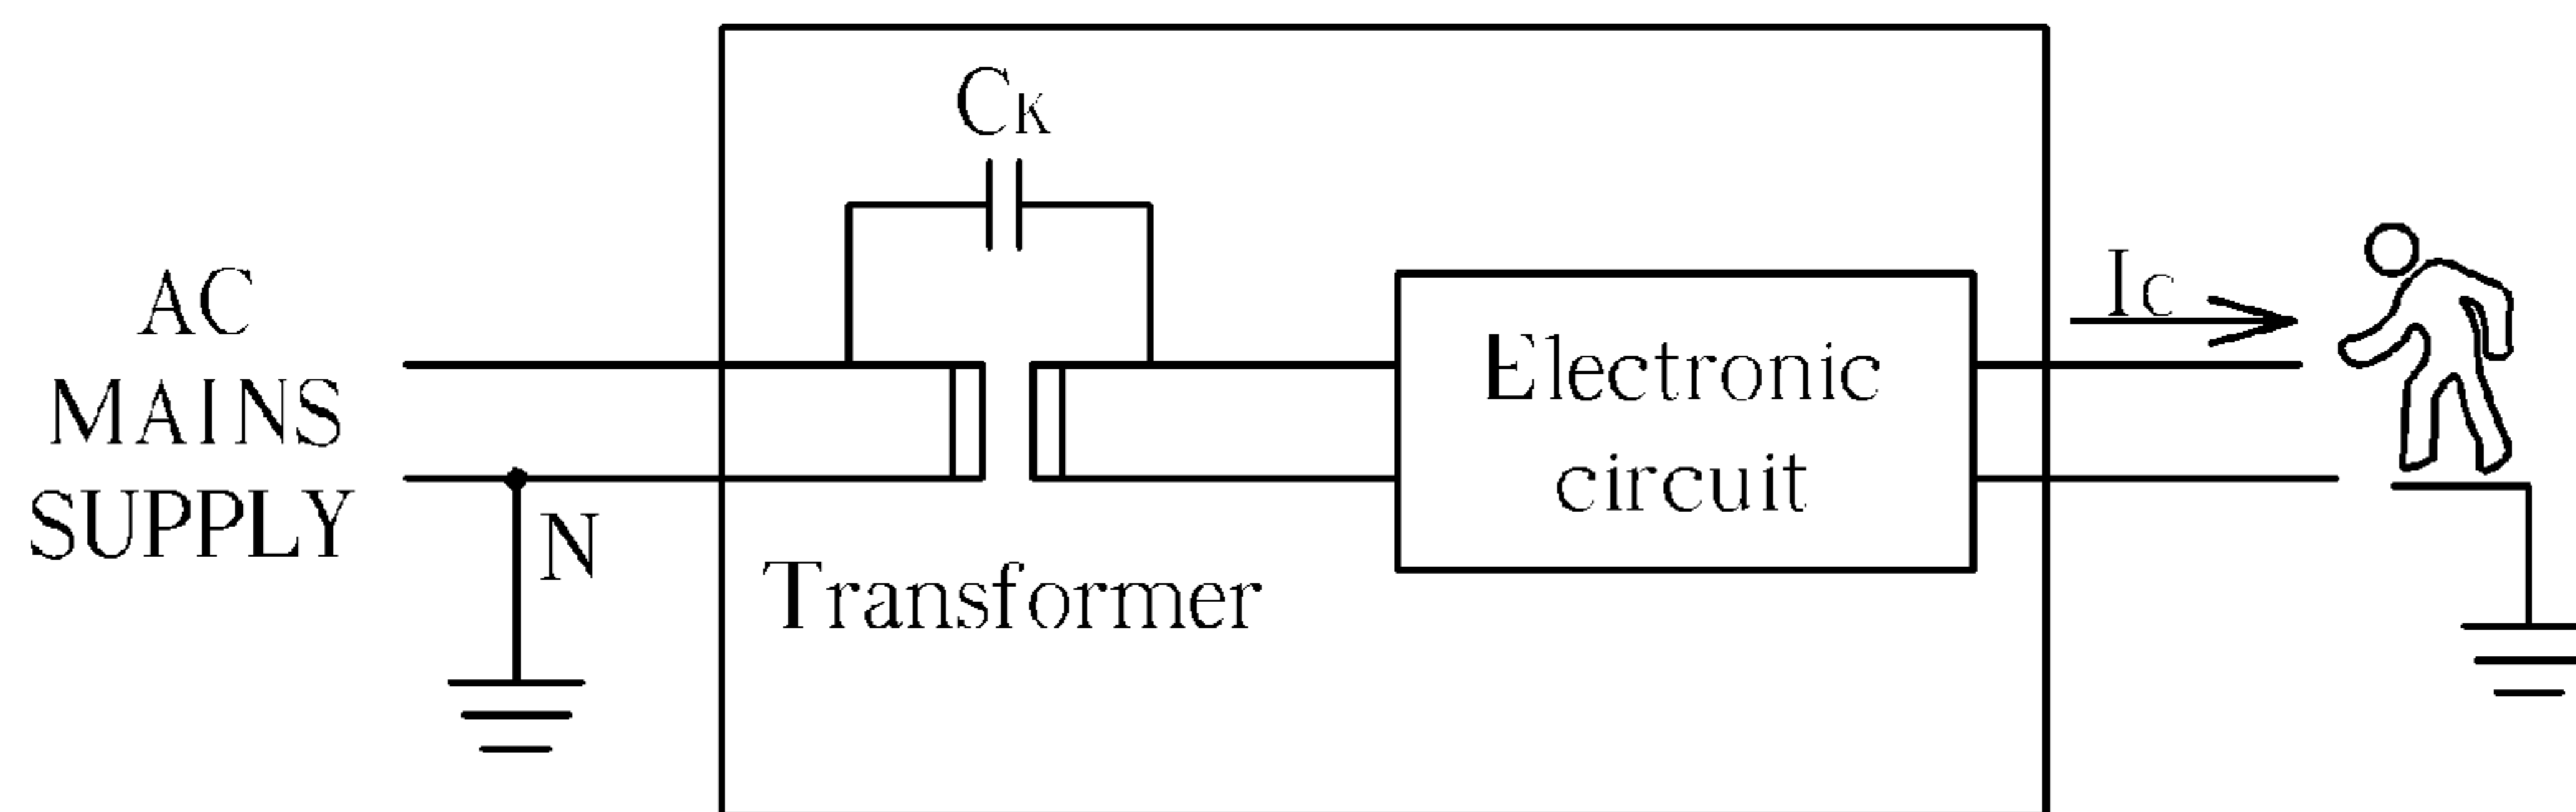 CK
AC
MAINS
SUPPLY
N
Transformer
Electronic
circuit
IC